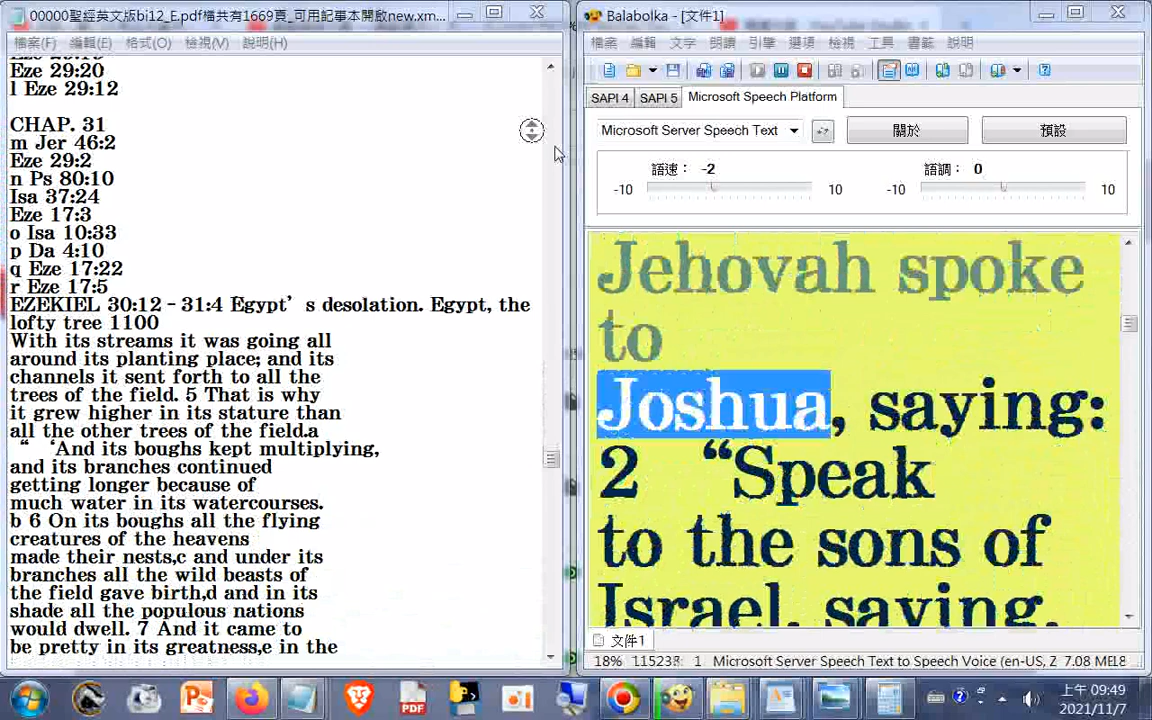 00000聖經英文版bi12_E.pdf檔共有1669頁_可用記事本開啟new.xm...
檔案(F) 編輯(E) 格式(O) 檢視(V) 說明(H)
Eze 29:20
l Eze 29:12
CHAP. 31
m Jer 46:2
Eze 29:2
n Ps 80:10
Isa 37:24
Eze 17:3
o Isa 10:33
p Da 4:10
q Eze 17:22
r Eze 17:5
EZEKIEL 30:12–31:4 Egypt’s desolation. Egypt, the
lofty tree 1100
With its streams it was going all
around its planting place; and its
channels it sent forth to all the
trees of the field. 5 That is why
it grew higher in its stature than
all the other trees of the field.a
“ ‘And its boughs kept multiplying,
and its branches continued
getting longer because of
much water in its watercourses.
b 6 On its boughs all the flying
creatures of the heavens
made their nests,c and under its
branches all the wild beasts of
the field gave birth,d and in its
shade all the populous nations
would dwell. 7 And it came to
be pretty in its greatness,e in the
Balabolka - [文件1]
檔案 編輯 文字 朗讀 引擎 選項 檢視 工具 書籤 說明
SAPI 4 SAPI 5 Microsoft Speech Platform
Microsoft Server Speech Text 關於 預設
語速： -2 語調： 0
-10 10 -10 10
Jehovah spoke
to
Joshua, saying:
2 “Speak
to the sons of
Israel, saying,
文件1
18% 1 Microsoft Server Speech Text to Speech Voice (en-US, Z 7.08
PDF
上午 09:49
2021/11/7